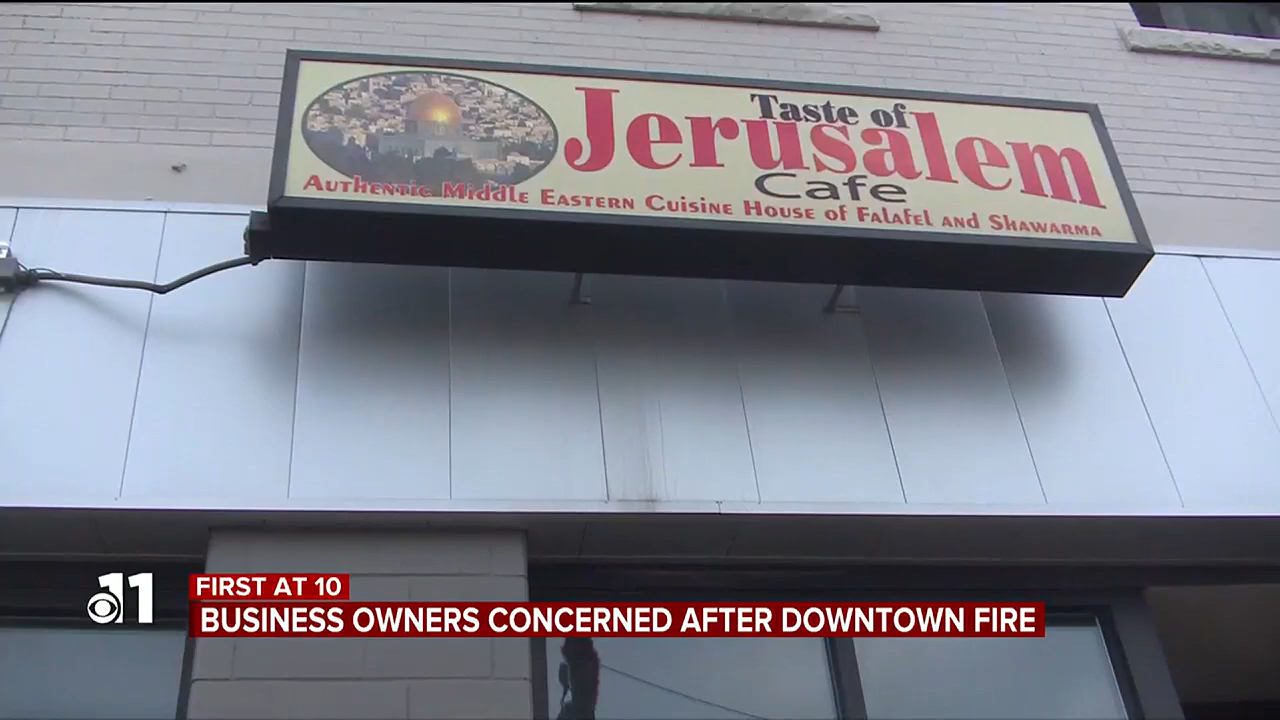 Taste of
Jerusalem
Cafe
Authentic Middle Eastern Cuisine House of Falafel and Shawarma
11
FIRST AT 10
BUSINESS OWNERS CONCERNED AFTER DOWNTOWN FIRE